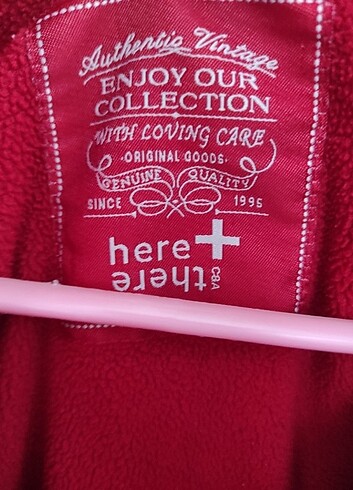 Authentic Vintage
ENJOY OUR
COLLECTION
WITH LOVING CARE
·ORIGINAL GOODS·
GENUINE QUALITY
SINCE 1995
here+
there
C&A